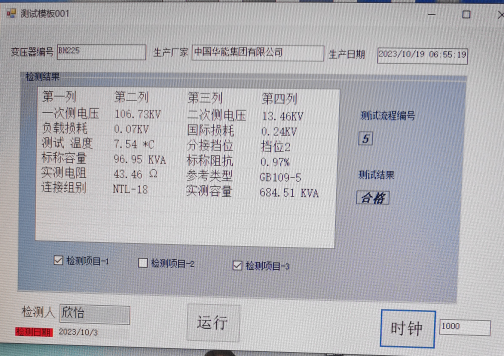 测试模板001
变压器编号 BN225 生产厂家 中国华能集团有限公司 生产日期 2023/10/19 06:55:19
检测结果
第一列 第二列 第三列 第四列
一次侧电压 106.73KV 二次侧电压 13.46KV
负载损耗 0.07KV 国际损耗 0.24KV
测试 温度 7.54 *C 分接挡位 挡位2
标称容量 96.95 KVA 标称阻抗 0.97%
实测电阻 43.46 Ω 参考类型 GB109-5
连接组别 NTL-18 实测容量 684.51 KVA
测试流程编号
5
测试结果
合格
检测项目-1 检测项目-2 检测项目-3
检测人 欣怡
检测日期 2023/10/3
运行
时钟
1000